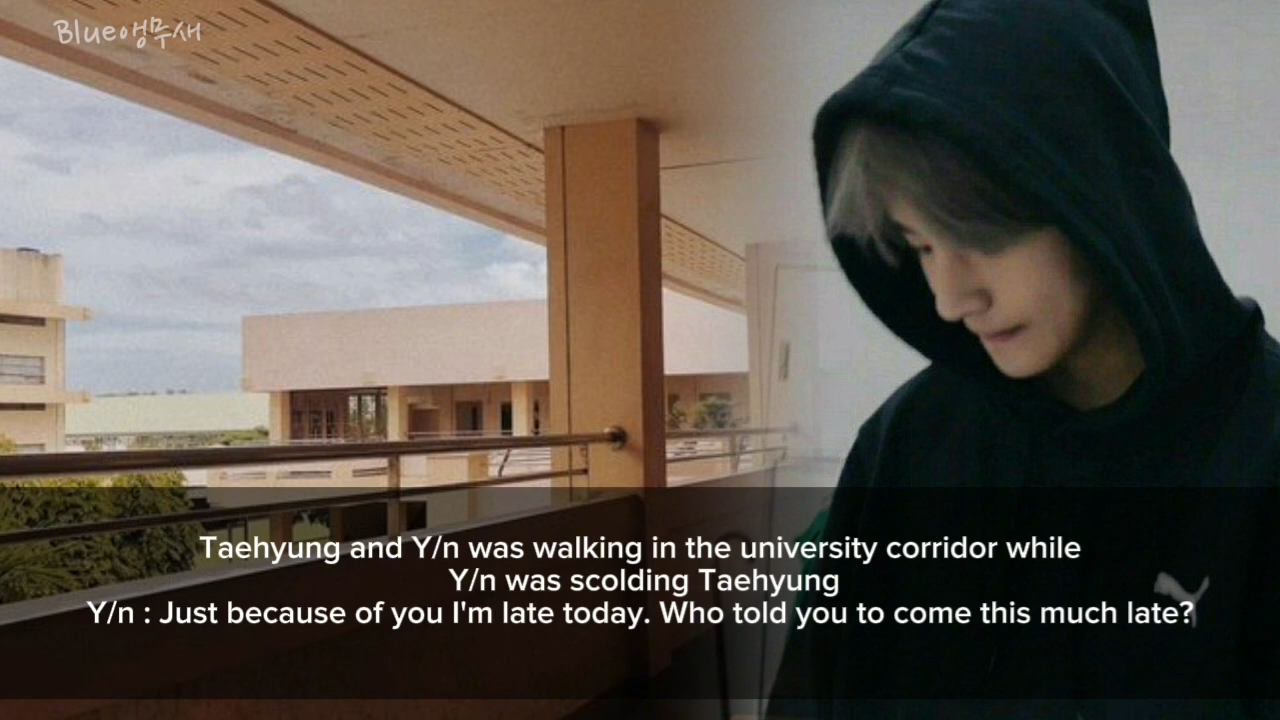 Blue앵무새
Taehyung and Y/n was walking in the university corridor while
Y/n was scolding Taehyung
Y/n : Just because of you I'm late today. Who told you to come this much late?